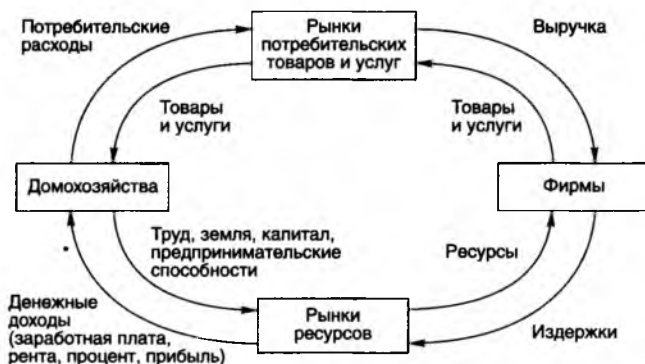 Потребительские
расходы
Рынки
потребительских
товаров и услуг
Выручка
Товары
и услуги
Товары
и услуги
Домохозяйства
Фирмы
Труд, земля, капитал,
предпринимательские
способности
Ресурсы
Денежные
доходы
(заработная плата,
рента, процент, прибыль)
Рынки
ресурсов
Издержки